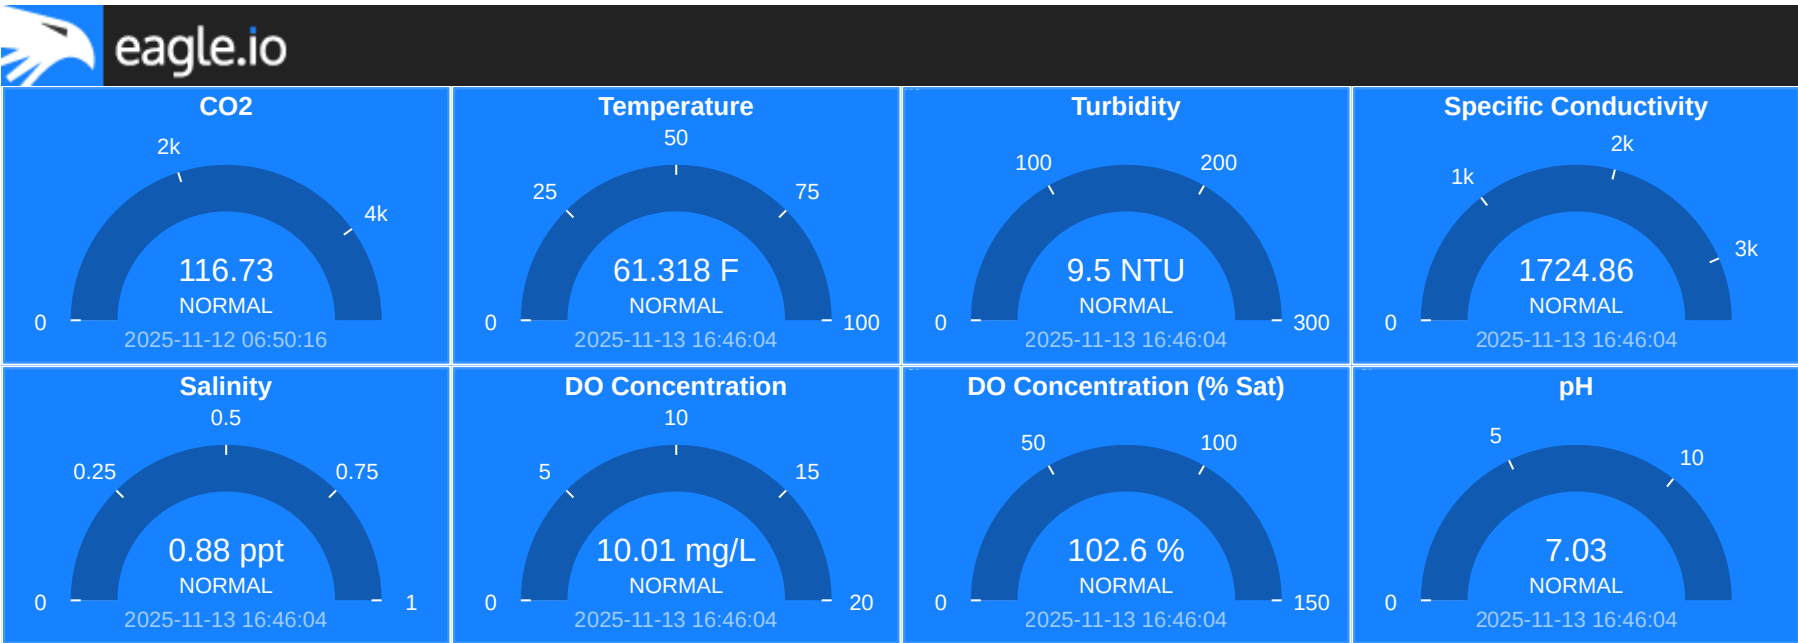 eagle.io
CO2
2k
4k
116.73
NORMAL
0
2025-11-12 06:50:16
Temperature
50
25
75
61.318 F
NORMAL
0
100
2025-11-13 16:46:04
Turbidity
100
200
9.5 NTU
NORMAL
0
300
2025-11-13 16:46:04
Specific Conductivity
2k
1k
3k
1724.86
NORMAL
0
2025-11-13 16:46:04
Salinity
0.5
0.25
0.75
0.88 ppt
NORMAL
0
1
2025-11-13 16:46:04
DO Concentration
10
5
15
10.01 mg/L
NORMAL
0
20
2025-11-13 16:46:04
DO Concentration (% Sat)
50
100
102.6 %
NORMAL
0
150
2025-11-13 16:46:04
pH
5
10
7.03
NORMAL
0
2025-11-13 16:46:04